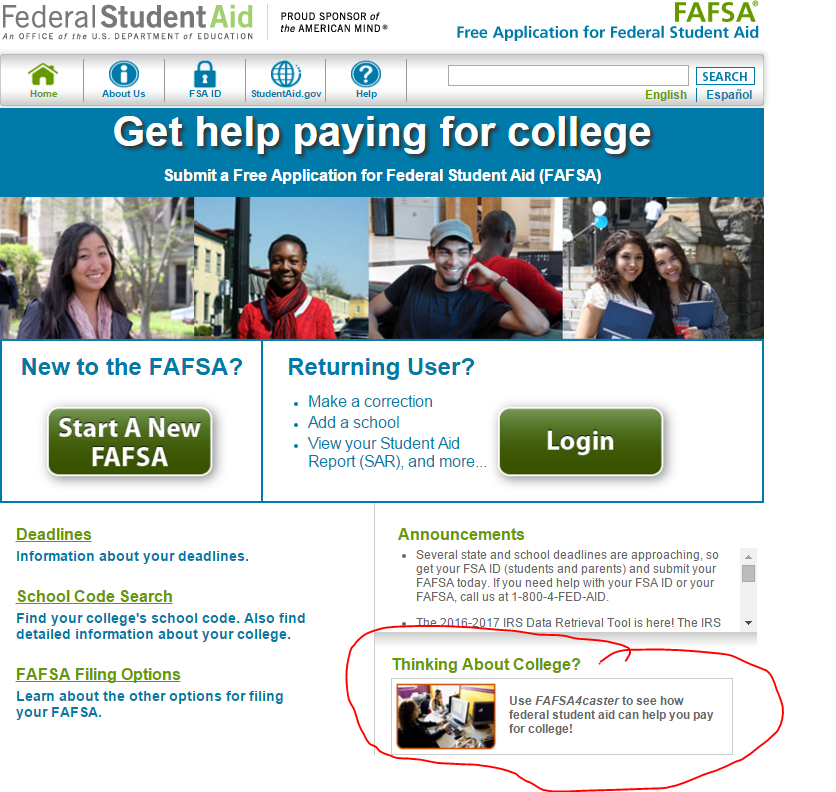 Federal Student Aid
An OFFICE of the U.S. DEPARTMENT of EDUCATION
PROUD SPONSOR of
the AMERICAN MIND®
FAFSA®
Free Application for Federal Student Aid
Home
About Us
FSA ID
StudentAid.gov
Help
SEARCH
English
Español
Get help paying for college
Submit a Free Application for Federal Student Aid (FAFSA)
New to the FAFSA?
Start A New
FAFSA
Returning User?
• Make a correction
• Add a school
• View your Student Aid
Report (SAR), and more...
Login
Deadlines
Information about your deadlines.
School Code Search
Find your college's school code. Also find
detailed information about your college.
FAFSA Filing Options
Learn about the other options for filing
your FAFSA.
Announcements
• Several state and school deadlines are approaching, so
get your FSA ID (students and parents) and submit your
FAFSA today. If you need help with your FSA ID or your
FAFSA, call us at 1-800-4-FED-AID.
• The 2016-2017 IRS Data Retrieval Tool is here! The IRS
Thinking About College?
Use FAFSA4caster to see how
federal student aid can help you pay
for college!